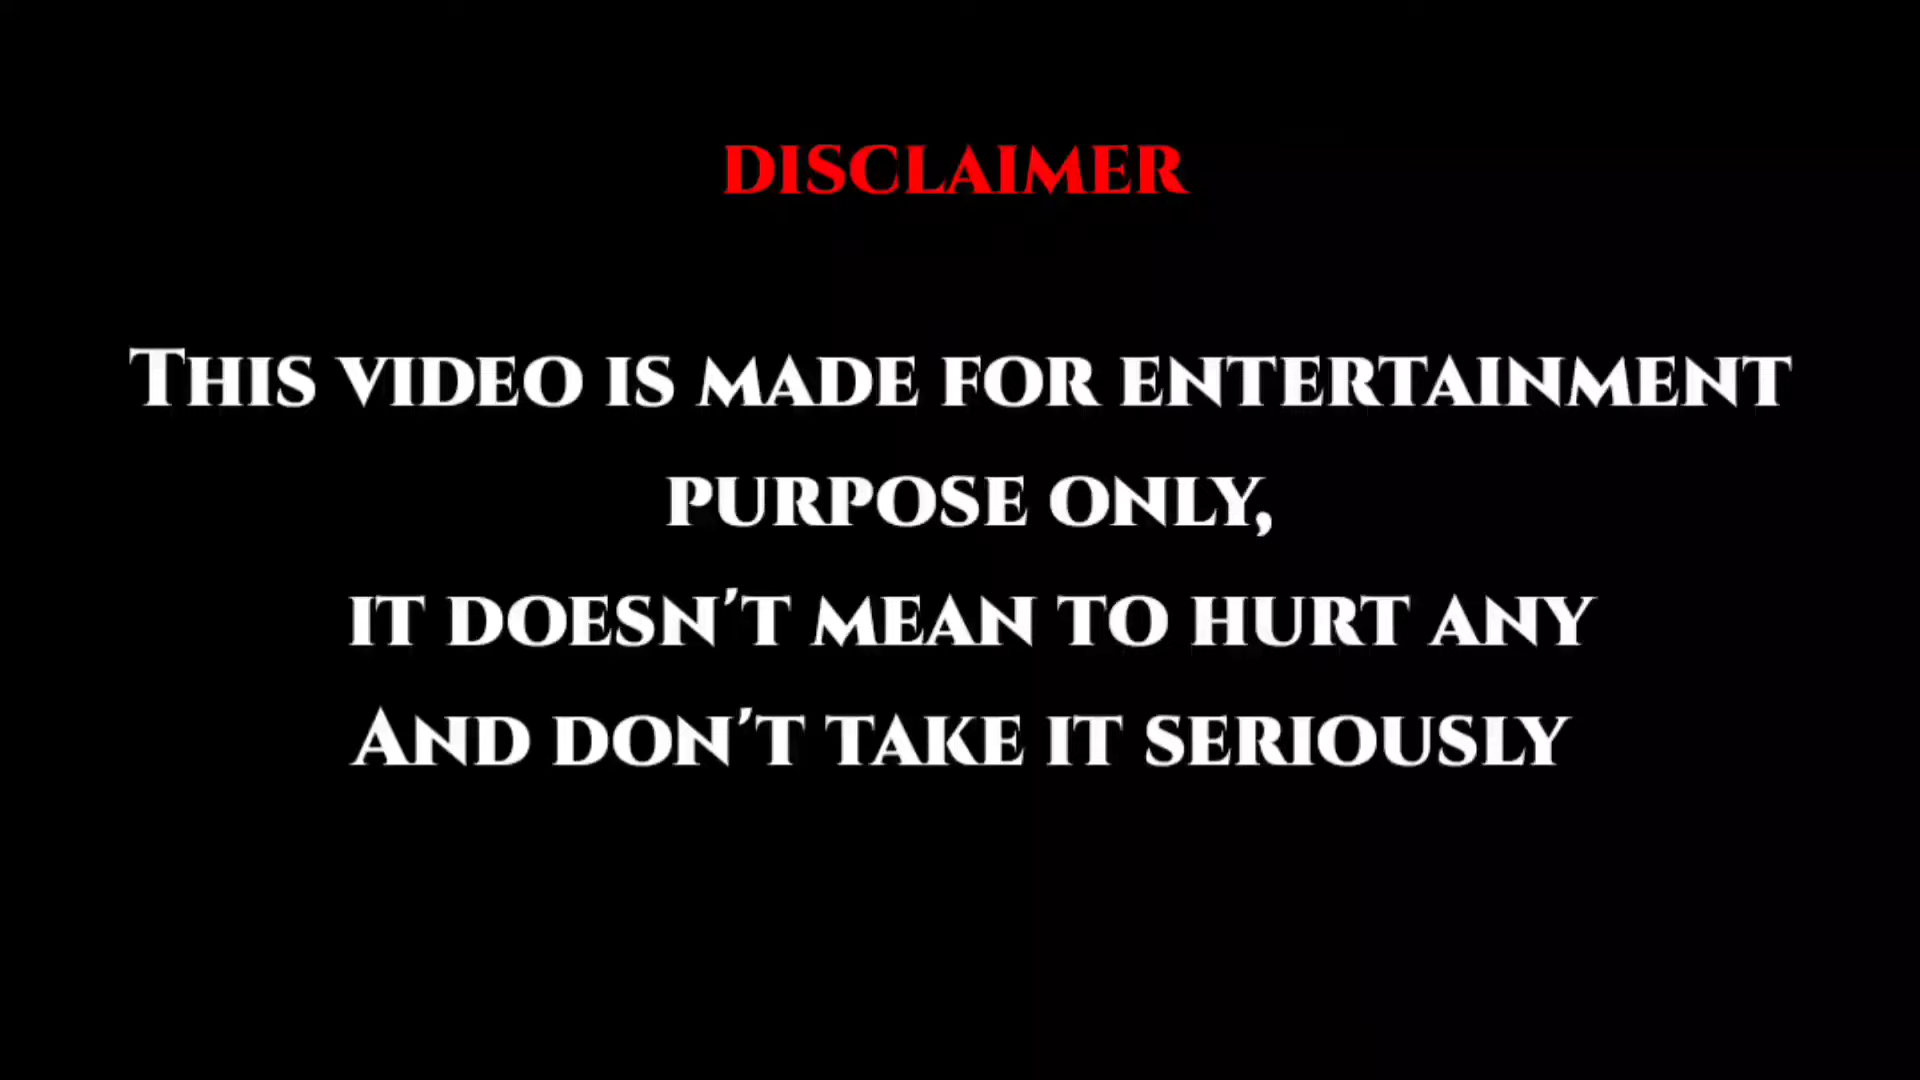 DISCLAIMER
This video is made for entertainment
purpose only,
it doesn't mean to hurt any
And don't take it seriously